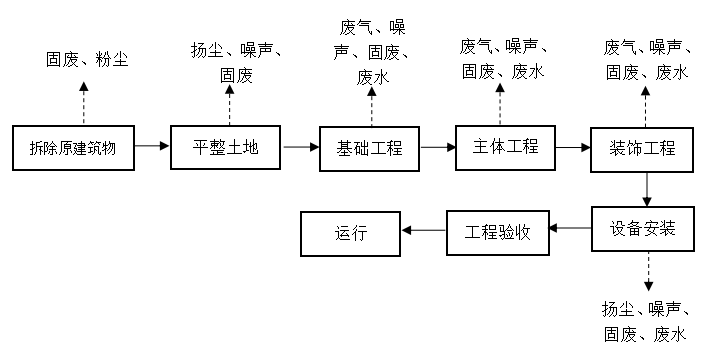 固废、粉尘
扬尘、噪声、
固废
废气、噪
声、固废、
废水
废气、噪声、
固废、废水
废气、噪声、
固废、废水
拆除原建筑物
平整土地
基础工程
主体工程
装饰工程
设备安装
工程验收
运行
扬尘、噪声、
固废、废水